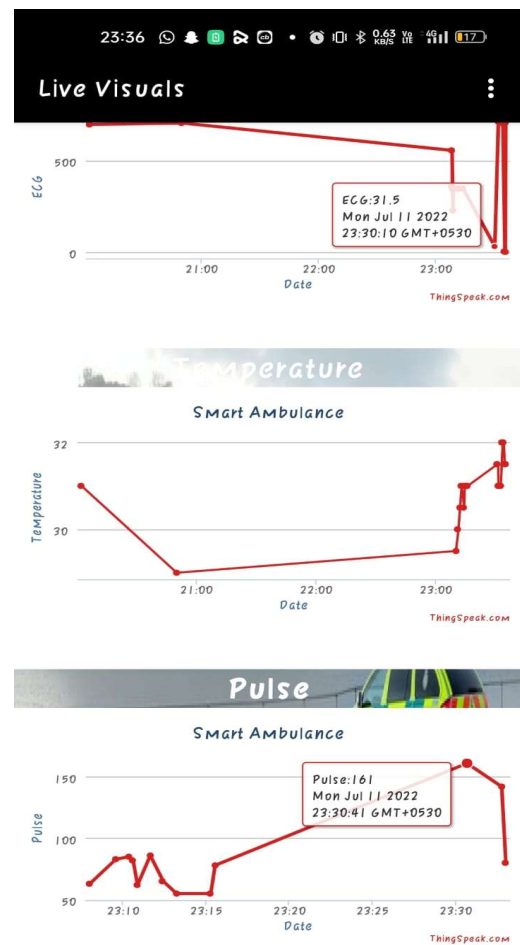 23:36 0.63 KB/S Vo LTE 4G 17
Live Visuals
500
ECG
ECG:31.5
Mon Jul 11 2022
23:30:10 GMT+0530
0
21:00 22:00 23:00
Date
ThingSpeak.com
Temperature
Smart Ambulance
32
Temperature
30
21:00 22:00 23:00
Date
ThingSpeak.com
Pulse
Smart Ambulance
150
Pulse:161
Mon Jul 11 2022
23:30:41 GMT+0530
Pulse
100
50
23:10 23:15 23:20 23:25 23:30
Date
ThingSpeak.com